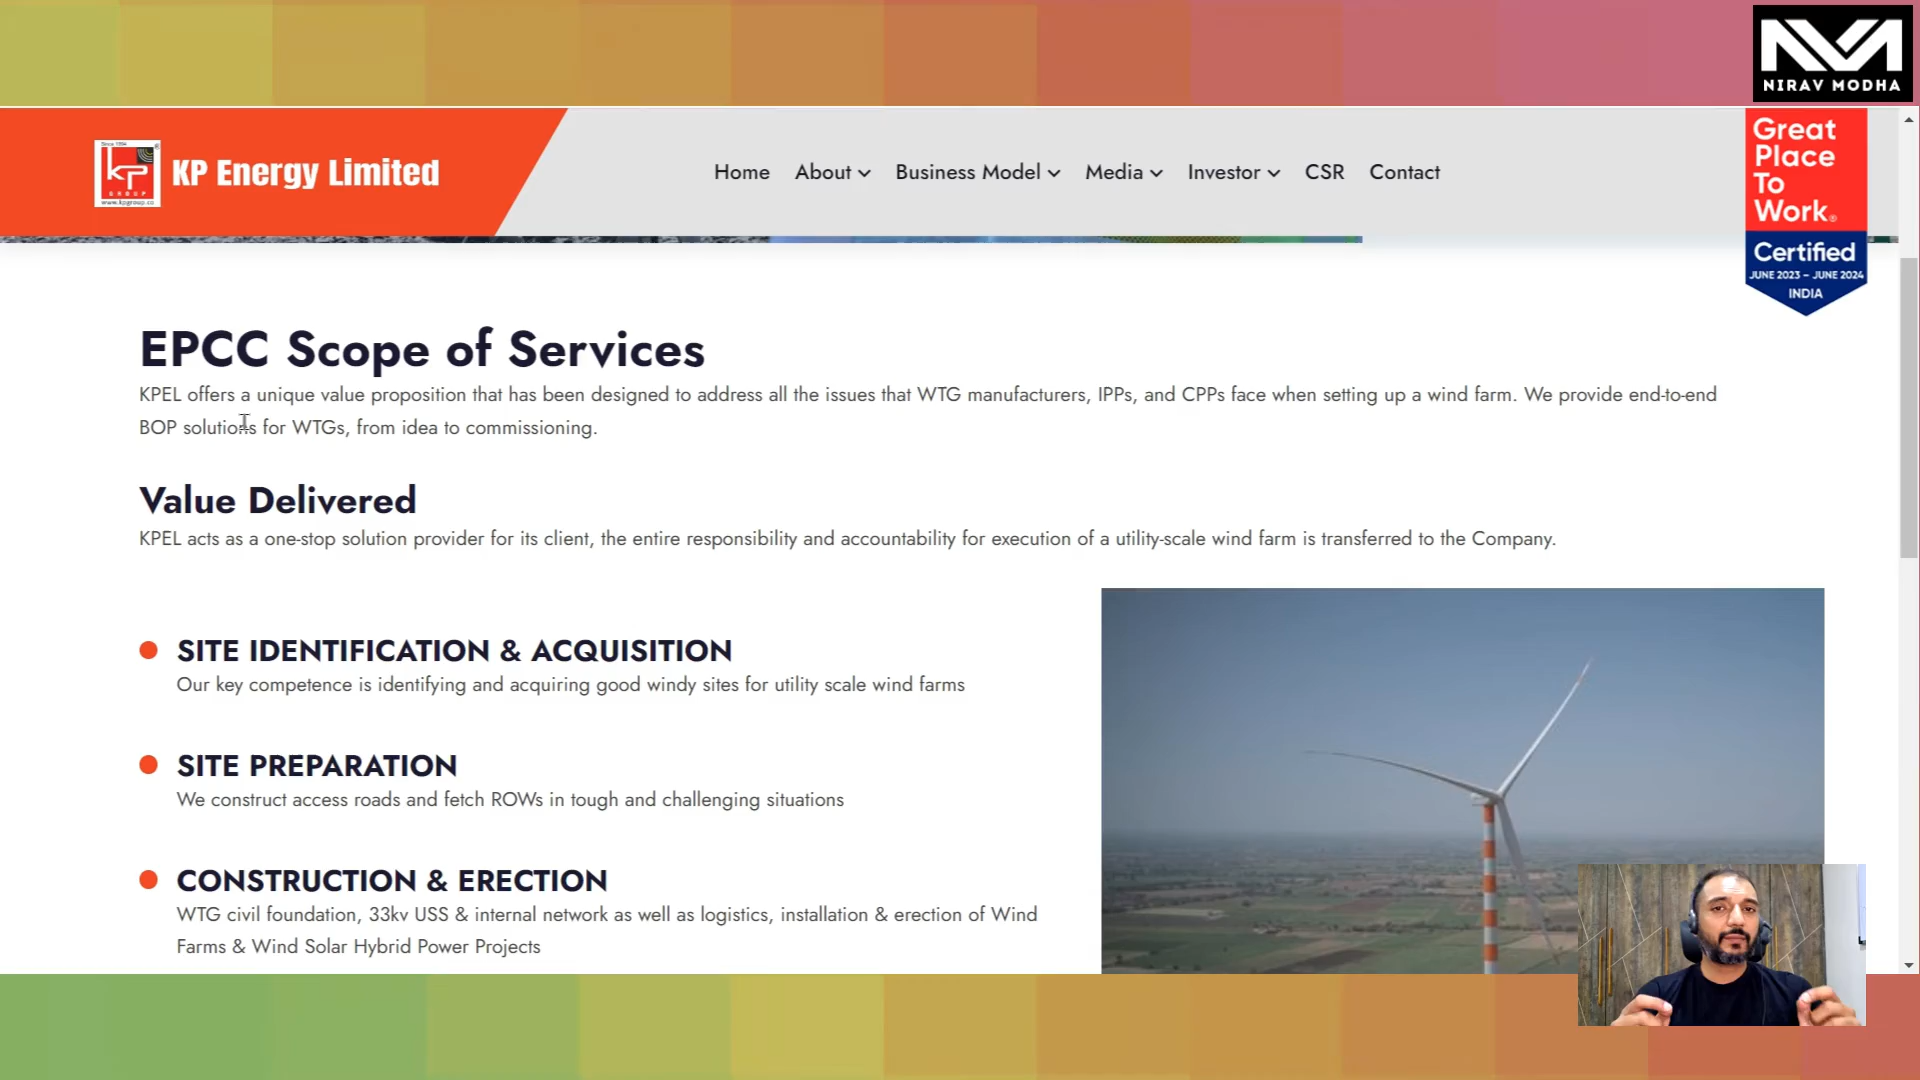 NIRAV MODHA
Since 1994
kp
GROUP
www.kpgroup.co
KP Energy Limited
Home About Business Model Media Investor CSR Contact
Great
Place
To
Work®
Certified
JUNE 2023 – JUNE 2024
INDIA
EPCC Scope of Services
KPEL offers a unique value proposition that has been designed to address all the issues that WTG manufacturers, IPPs, and CPPs face when setting up a wind farm. We provide end-to-end
BOP solutions for WTGs, from idea to commissioning.
Value Delivered
KPEL acts as a one-stop solution provider for its client, the entire responsibility and accountability for execution of a utility-scale wind farm is transferred to the Company.
SITE IDENTIFICATION & ACQUISITION
Our key competence is identifying and acquiring good windy sites for utility scale wind farms
SITE PREPARATION
We construct access roads and fetch ROWs in tough and challenging situations
CONSTRUCTION & ERECTION
WTG civil foundation, 33kv USS & internal network as well as logistics, installation & erection of Wind
Farms & Wind Solar Hybrid Power Projects